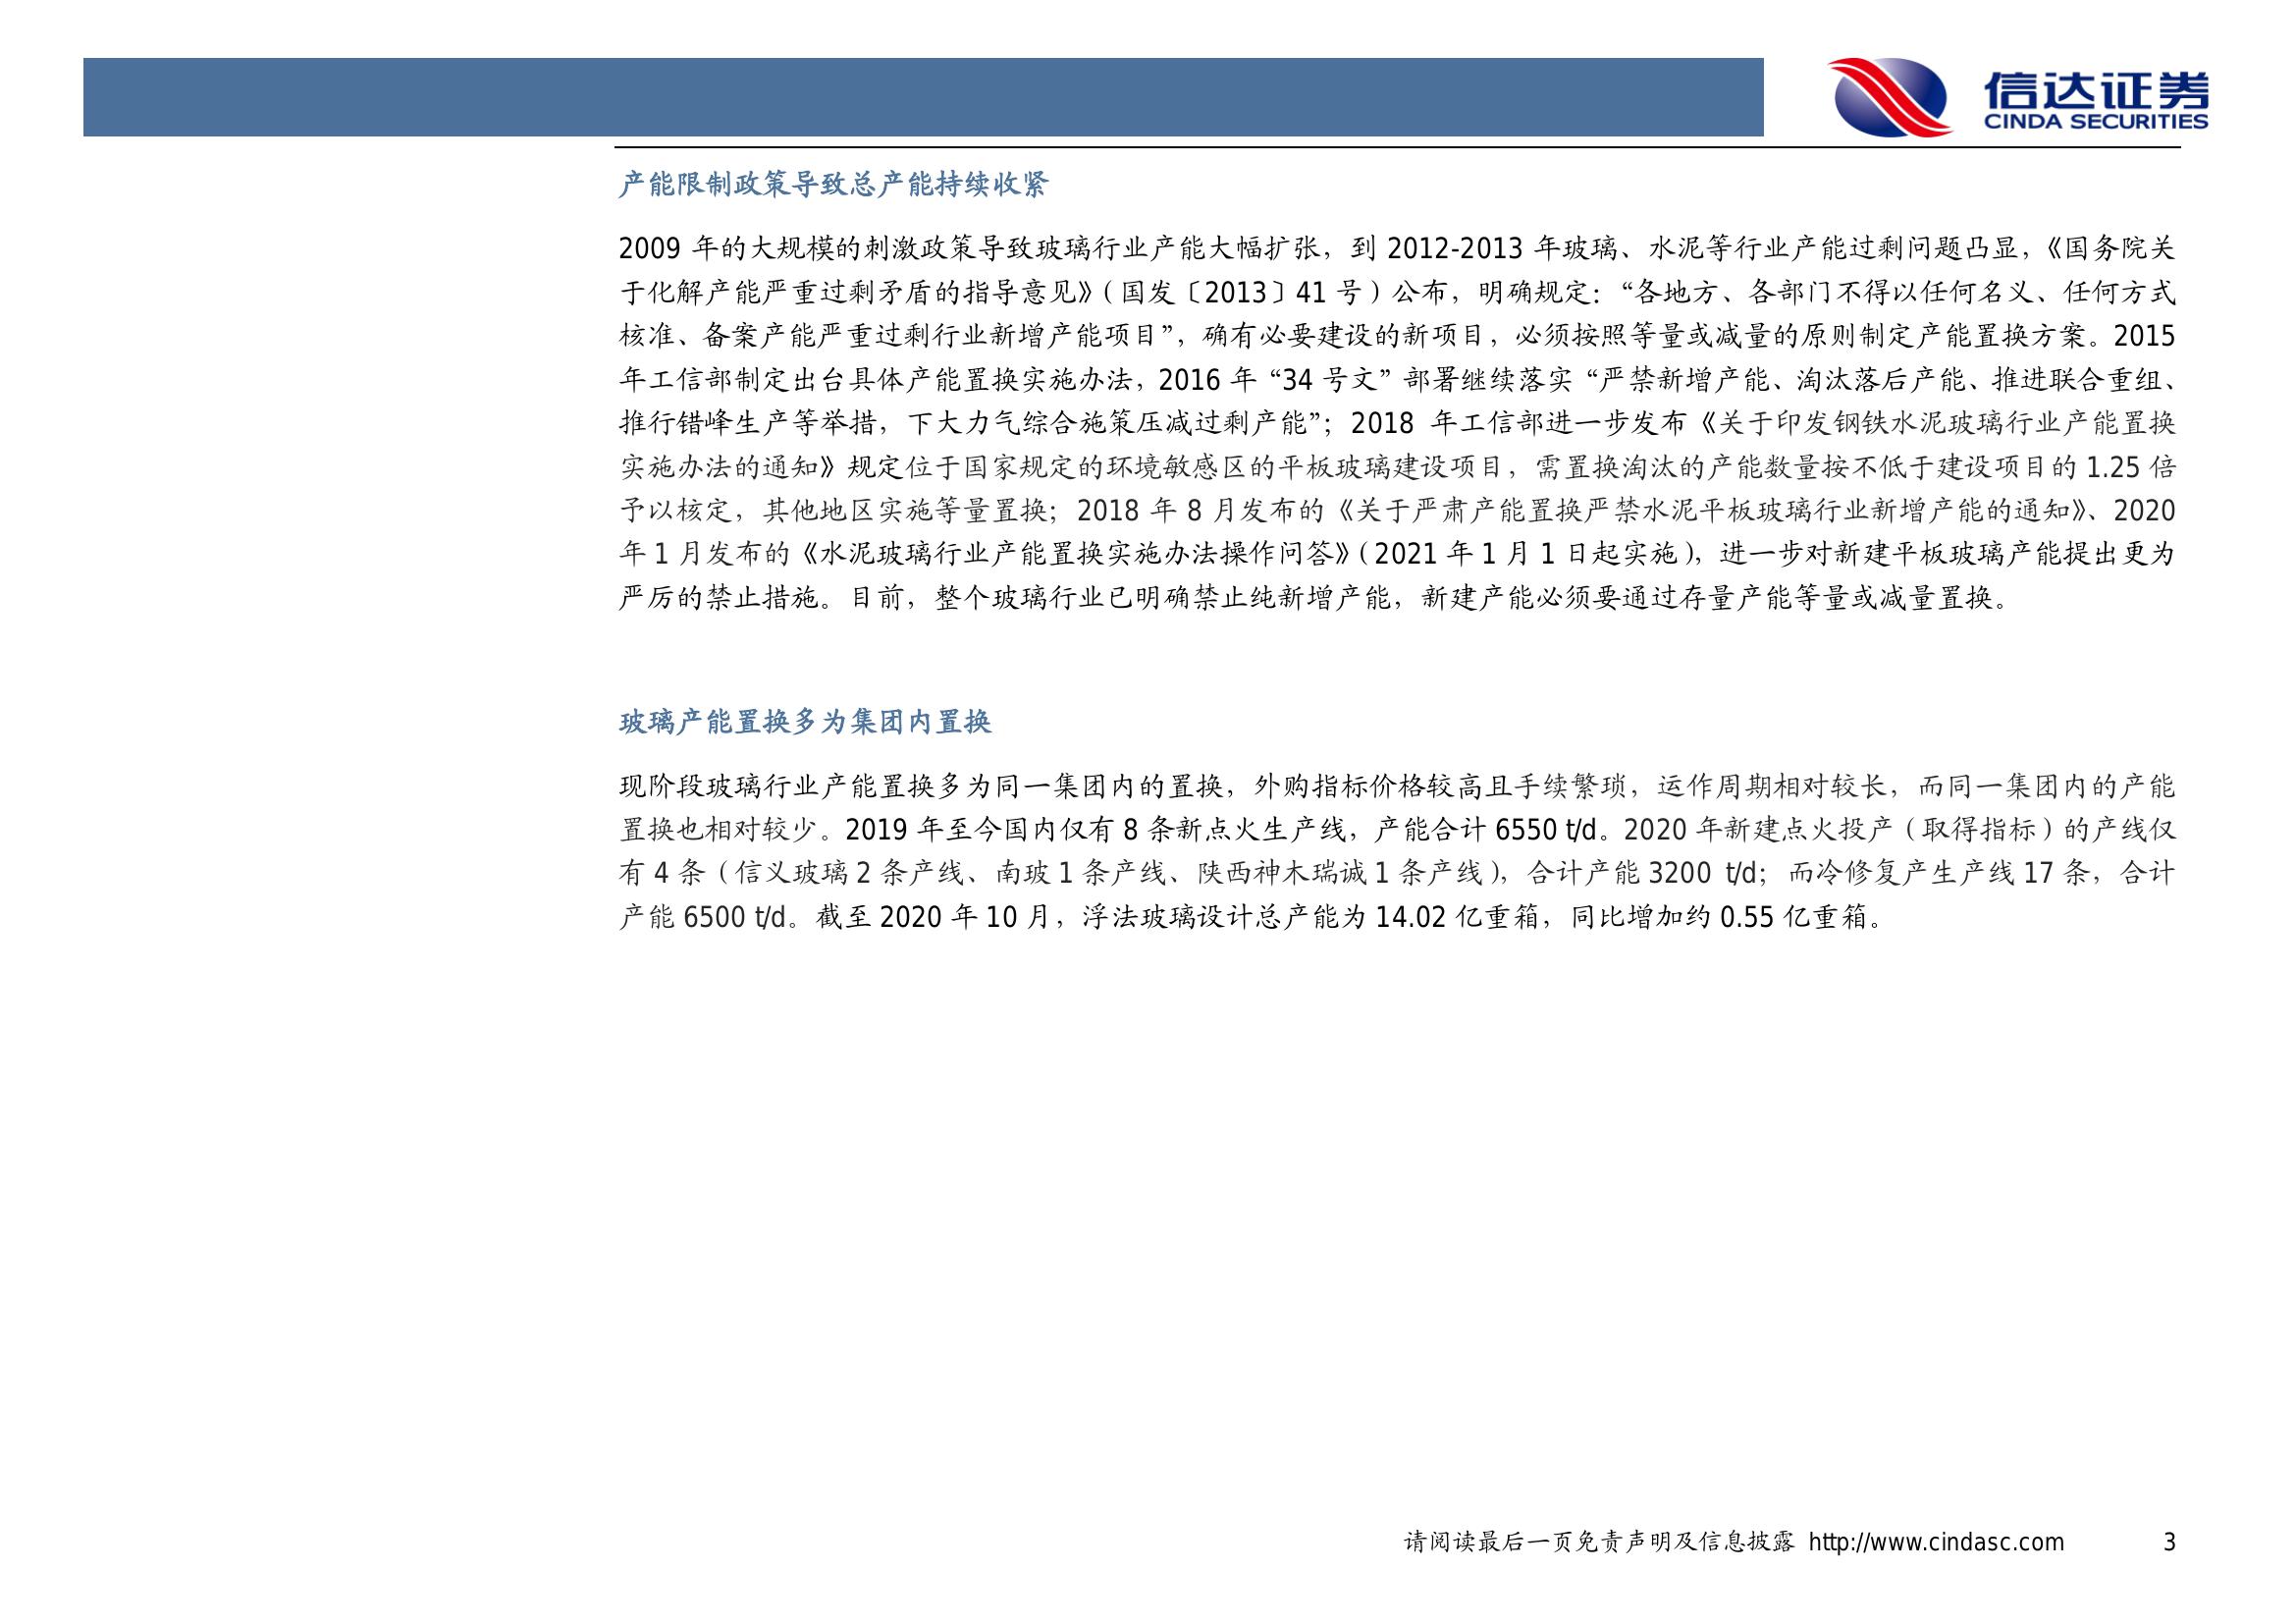 信达证券
CINDA SECURITIES
产能限制政策导致总产能持续收紧
2009 年的大规模的刺激政策导致玻璃行业产能大幅扩张，到 2012-2013 年玻璃、水泥等行业产能过剩问题凸显，《国务院关
于化解产能严重过剩矛盾的指导意见》（国发〔2013〕41 号）公布，明确规定：“各地方、各部门不得以任何名义、任何方式
核准、备案产能严重过剩行业新增产能项目”，确有必要建设的新项目，必须按照等量或减量的原则制定产能置换方案。2015
年工信部制定出台具体产能置换实施办法，2016 年“34 号文”部署继续落实“严禁新增产能、淘汰落后产能、推进联合重组、
推行错峰生产等举措，下大力气综合施策压减过剩产能”；2018 年工信部进一步发布《关于印发钢铁水泥玻璃行业产能置换
实施办法的通知》规定位于国家规定的环境敏感区的平板玻璃建设项目，需置换淘汰的产能数量按不低于建设项目的 1.25 倍
予以核定，其他地区实施等量置换；2018 年 8 月发布的《关于严肃产能置换严禁水泥平板玻璃行业新增产能的通知》、2020
年 1 月发布的《水泥玻璃行业产能置换实施办法操作问答》（2021 年 1 月 1 日起实施），进一步对新建平板玻璃产能提出更为
严厉的禁止措施。目前，整个玻璃行业已明确禁止纯新增产能，新建产能必须要通过存量产能等量或减量置换。
玻璃产能置换多为集团内置换
现阶段玻璃行业产能置换多为同一集团内的置换，外购指标价格较高且手续繁琐，运作周期相对较长，而同一集团内的产能
置换也相对较少。2019 年至今国内仅有 8 条新点火生产线，产能合计 6550 t/d。2020 年新建点火投产（取得指标）的产线仅
有 4 条（信义玻璃 2 条产线、南玻 1 条产线、陕西神木瑞诚 1 条产线），合计产能 3200 t/d；而冷修复产生产线 17 条，合计
产能 6500 t/d。截至 2020 年 10 月，浮法玻璃设计总产能为 14.02 亿重箱，同比增加约 0.55 亿重箱。
请阅读最后一页免责声明及信息披露 http://www.cindasc.com 3